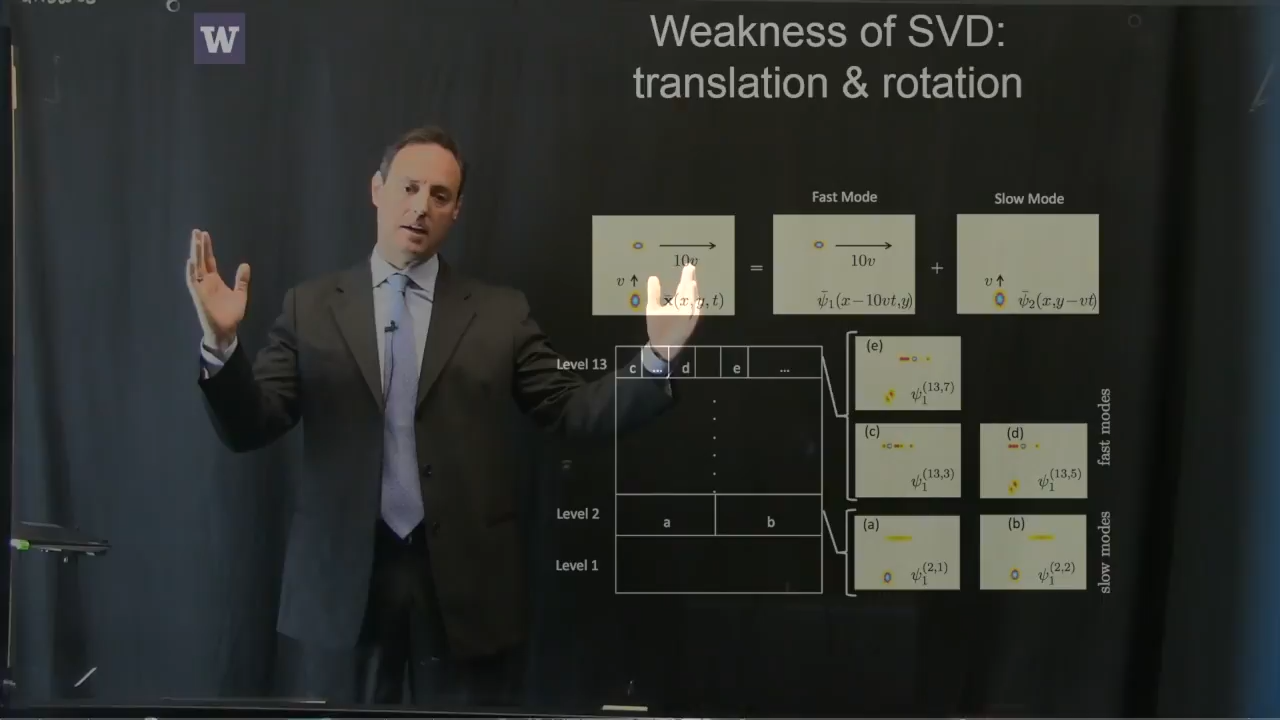 W
Weakness of SVD:
translation & rotation
Fast Mode
Slow Mode
10v
v
x̄(x, y, t)
=
10v
ψ̄₁(x−10vt,y)
+
v
ψ̄₂(x,y−vt)
Level 13
c
...
d
e
...
Level 2
a
b
Level 1
(e)
ψ₁^(13,7)
(c)
ψ₁^(13,3)
(d)
ψ₁^(13,5)
fast modes
(a)
ψ₁^(2,1)
(b)
ψ₁^(2,2)
slow modes